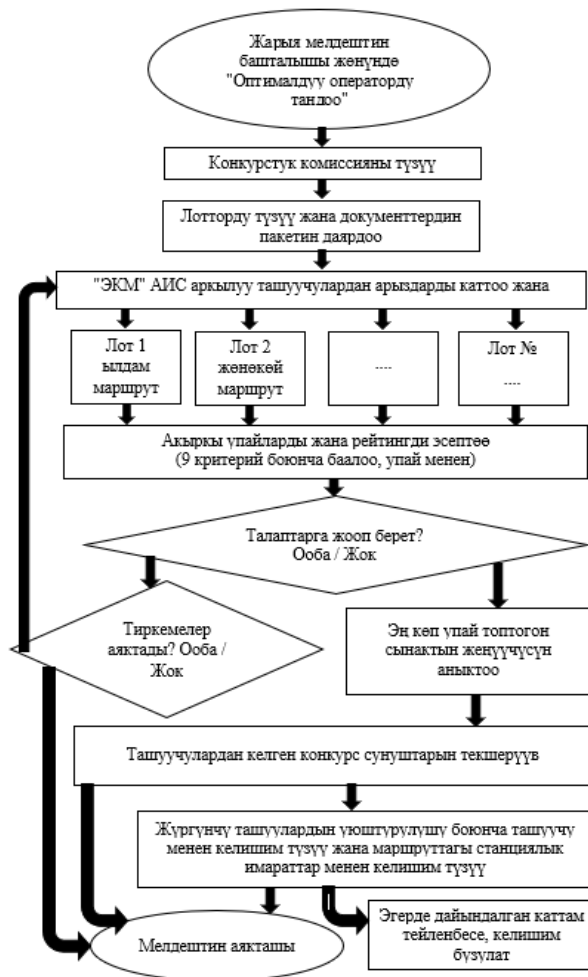 Жарыя мелдештин
башталышы жөнүндө
"Оптималдуу операторду
тандоо"
Конкурстук комиссияны түзүү
Лотторду түзүү жана документтердин
пакетин даярдоо
"ЭКМ" АИС аркылуу ташуучулардан арыздарды каттоо жана
Лот 1
ылдам
маршрут
Лот 2
жөнөкөй
маршрут
....
Лот №
....
Акыркы упайларды жана рейтингди эсептөө
(9 критерий боюнча баалоо, упай менен)
Талаптарга жооп берет?
Ооба / Жок
Тиркемелер
аяктады? Ооба /
Жок
Эң көп упай топтогон
сынактын жеңүүчүсүн
аныктоо
Ташуучулардан келген конкурс сунуштарын текшерүүв
Жүргүнчү ташуулардын уюштурулушу боюнча ташуучу
менен келишим түзүү жана маршруттагы станциялык
имараттар менен келишим түзүү
Мелдештин аякташы
Эгерде дайындалган каттам
тейленбесе, келишим
бузулат